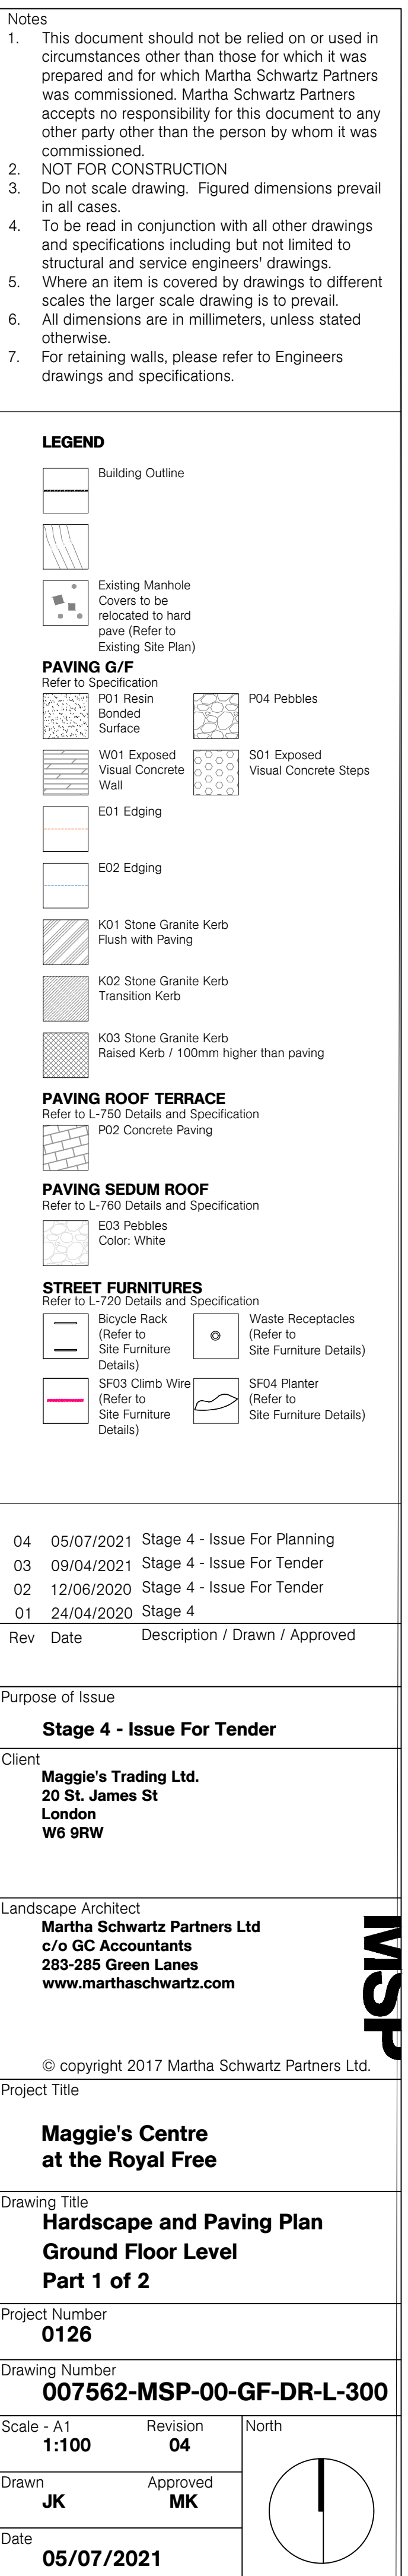 Notes
1. This document should not be relied on or used in
circumstances other than those for which it was
prepared and for which Martha Schwartz Partners
was commissioned. Martha Schwartz Partners
accepts no responsibility for this document to any
other party other than the person by whom it was
commissioned.
2. NOT FOR CONSTRUCTION
3. Do not scale drawing. Figured dimensions prevail
in all cases.
4. To be read in conjunction with all other drawings
and specifications including but not limited to
structural and service engineers' drawings.
5. Where an item is covered by drawings to different
scales the larger scale drawing is to prevail.
6. All dimensions are in millimeters, unless stated
otherwise.
7. For retaining walls, please refer to Engineers
drawings and specifications.
LEGEND
Building Outline
Existing Manhole
Covers to be
relocated to hard
pave (Refer to
Existing Site Plan)
PAVING G/F
Refer to Specification
P01 Resin
Bonded
Surface
P04 Pebbles
W01 Exposed
Visual Concrete
Wall
S01 Exposed
Visual Concrete Steps
E01 Edging
E02 Edging
K01 Stone Granite Kerb
Flush with Paving
K02 Stone Granite Kerb
Transition Kerb
K03 Stone Granite Kerb
Raised Kerb / 100mm higher than paving
PAVING ROOF TERRACE
Refer to L-750 Details and Specification
P02 Concrete Paving
PAVING SEDUM ROOF
Refer to L-760 Details and Specification
E03 Pebbles
Color: White
STREET FURNITURES
Refer to L-720 Details and Specification
Bicycle Rack
(Refer to
Site Furniture
Details)
Waste Receptacles
(Refer to
Site Furniture Details)
SF03 Climb Wire
(Refer to
Site Furniture
Details)
SF04 Planter
(Refer to
Site Furniture Details)
04 05/07/2021 Stage 4 - Issue For Planning
03 09/04/2021 Stage 4 - Issue For Tender
02 12/06/2020 Stage 4 - Issue For Tender
01 24/04/2020 Stage 4
Rev Date Description / Drawn / Approved
Purpose of Issue
Stage 4 - Issue For Tender
Client
Maggie's Trading Ltd.
20 St. James St
London
W6 9RW
Landscape Architect
Martha Schwartz Partners Ltd
c/o GC Accountants
283-285 Green Lanes
www.marthaschwartz.com
MSP
© copyright 2017 Martha Schwartz Partners Ltd.
Project Title
Maggie's Centre
at the Royal Free
Drawing Title
Hardscape and Paving Plan
Ground Floor Level
Part 1 of 2
Project Number
0126
Drawing Number
007562-MSP-00-GF-DR-L-300
Scale - A1 Revision North
1:100 04
Drawn Approved
JK MK
Date
05/07/2021